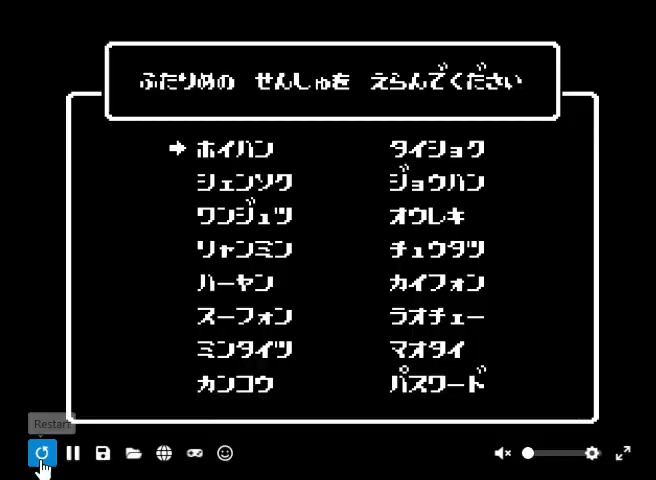 ふたりめの せんしゅを えらんでください
ホイハン タイショク
シェンソク ジョウハン
ワンジュツ オウレキ
リャンミン チュウタツ
ハーヤン カイフォン
スーフォン ラオチェー
ミンタイツ マオタイ
カンコウ パスワード
Restart